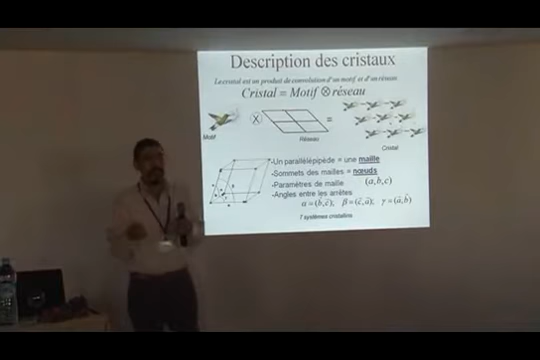 Description des cristaux
Le cristal est un produit de convolution d'un motif et d'un réseau
Cristal = Motif ⊗ réseau
Motif
Réseau
=
Cristal
-Un parallélépipède = une maille
-Sommets des mailles = nœuds
-Paramètres de maille (a,b,c)
-Angles entre les arrêtes
α = (b,c); β = (c,a); γ = (a,b)
7 systèmes cristallins